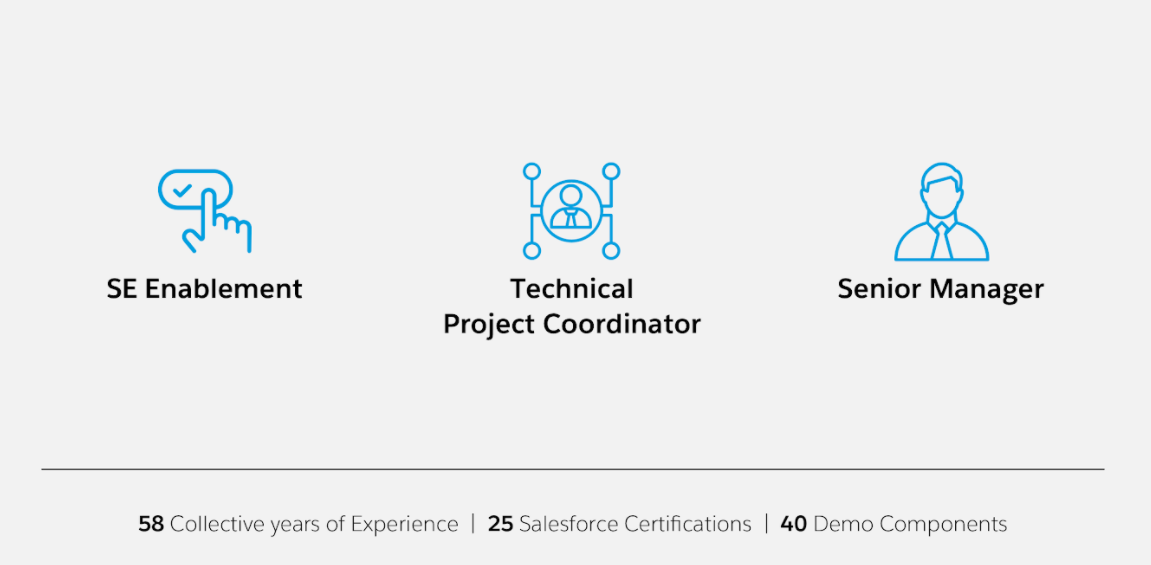 SE Enablement
Technical
Project Coordinator
Senior Manager
58 Collective years of Experience | 25 Salesforce Certifications | 40 Demo Components